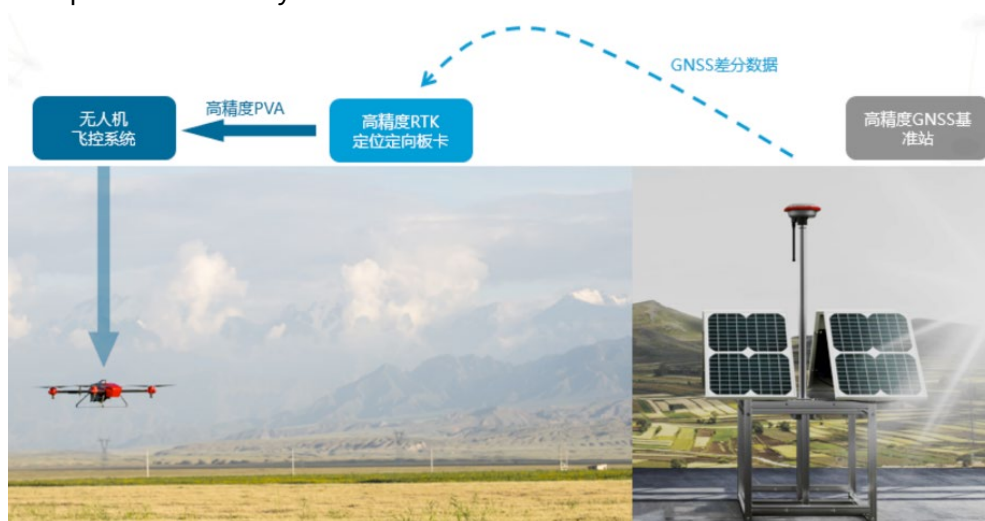 GNSS差分数据
无人机
飞控系统
高精度PVA
高精度RTK
定位定向板卡
高精度GNSS基
准站